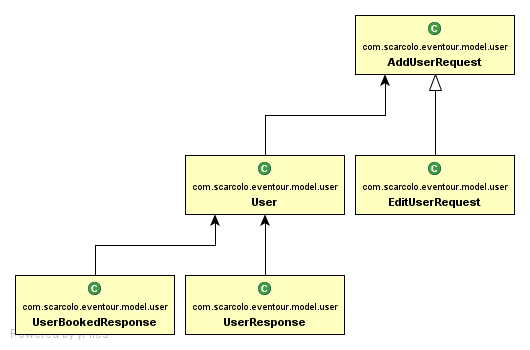 C
com.scarcolo.eventour.model.user
AddUserRequest
C
com.scarcolo.eventour.model.user
User
C
com.scarcolo.eventour.model.user
EditUserRequest
C
com.scarcolo.eventour.model.user
UserBookedResponse
C
com.scarcolo.eventour.model.user
UserResponse
Powered by yFiles